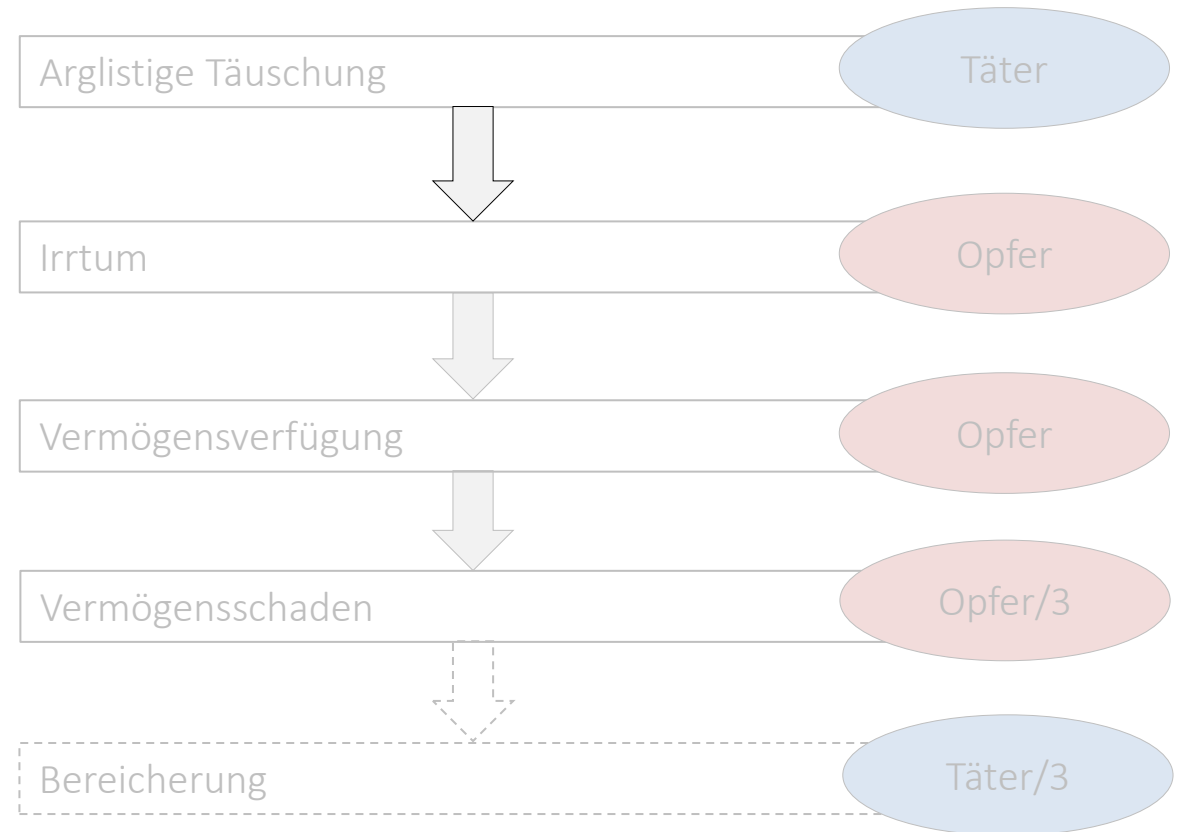 Arglistige Täuschung
Täter
Irrtum
Opfer
Vermögensverfügung
Opfer
Vermögensschaden
Opfer/3
Bereicherung
Täter/3